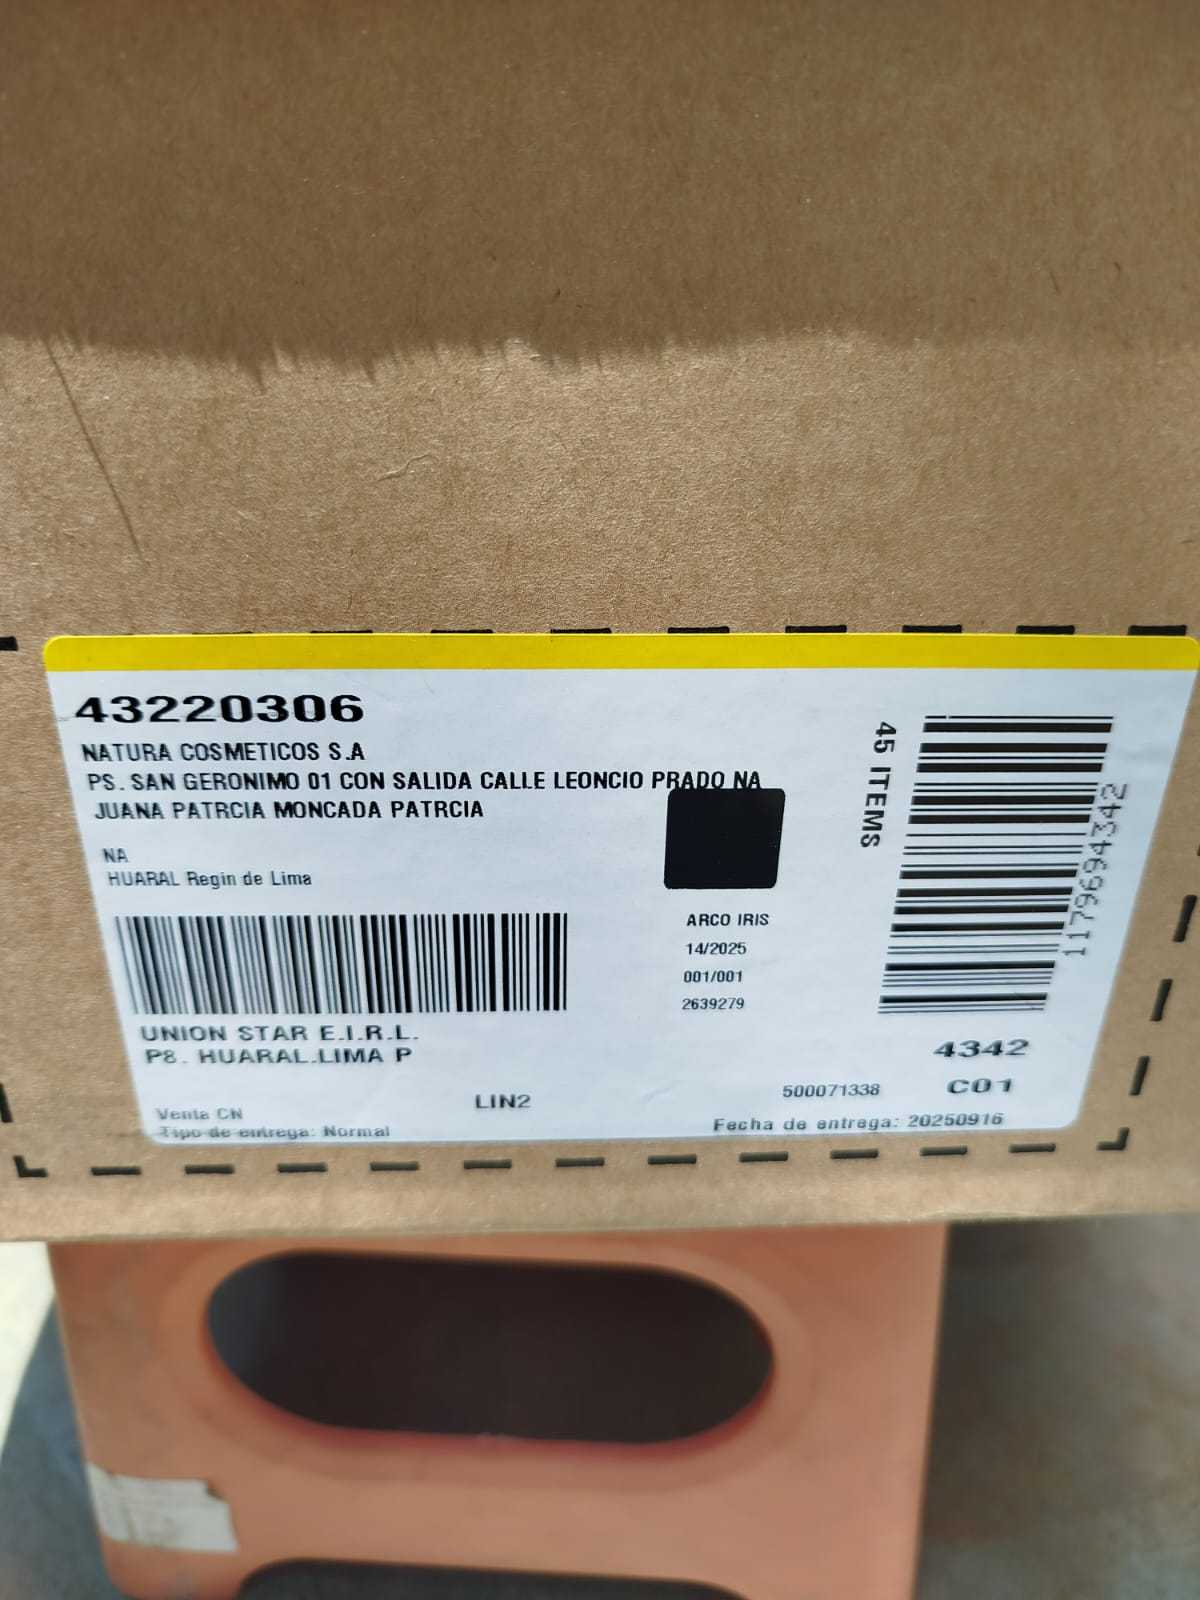 43220306
NATURA COSMETICOS S.A
PS. SAN GERONIMO 01 CON SALIDA CALLE LEONCIO PRADO NA
JUANA PATRCIA MONCADA PATRCIA
NA
HUARAL Regin de Lima
UNION STAR E.I.R.L.
P8. HUARAL.LIMA P
LIN2
Venta CN
Tipo de entrega: Normal
ARCO IRIS
14/2025
001/001
2639279
45 ITEMS
1179694342
4342
500071338
C01
Fecha de entrega: 20250916